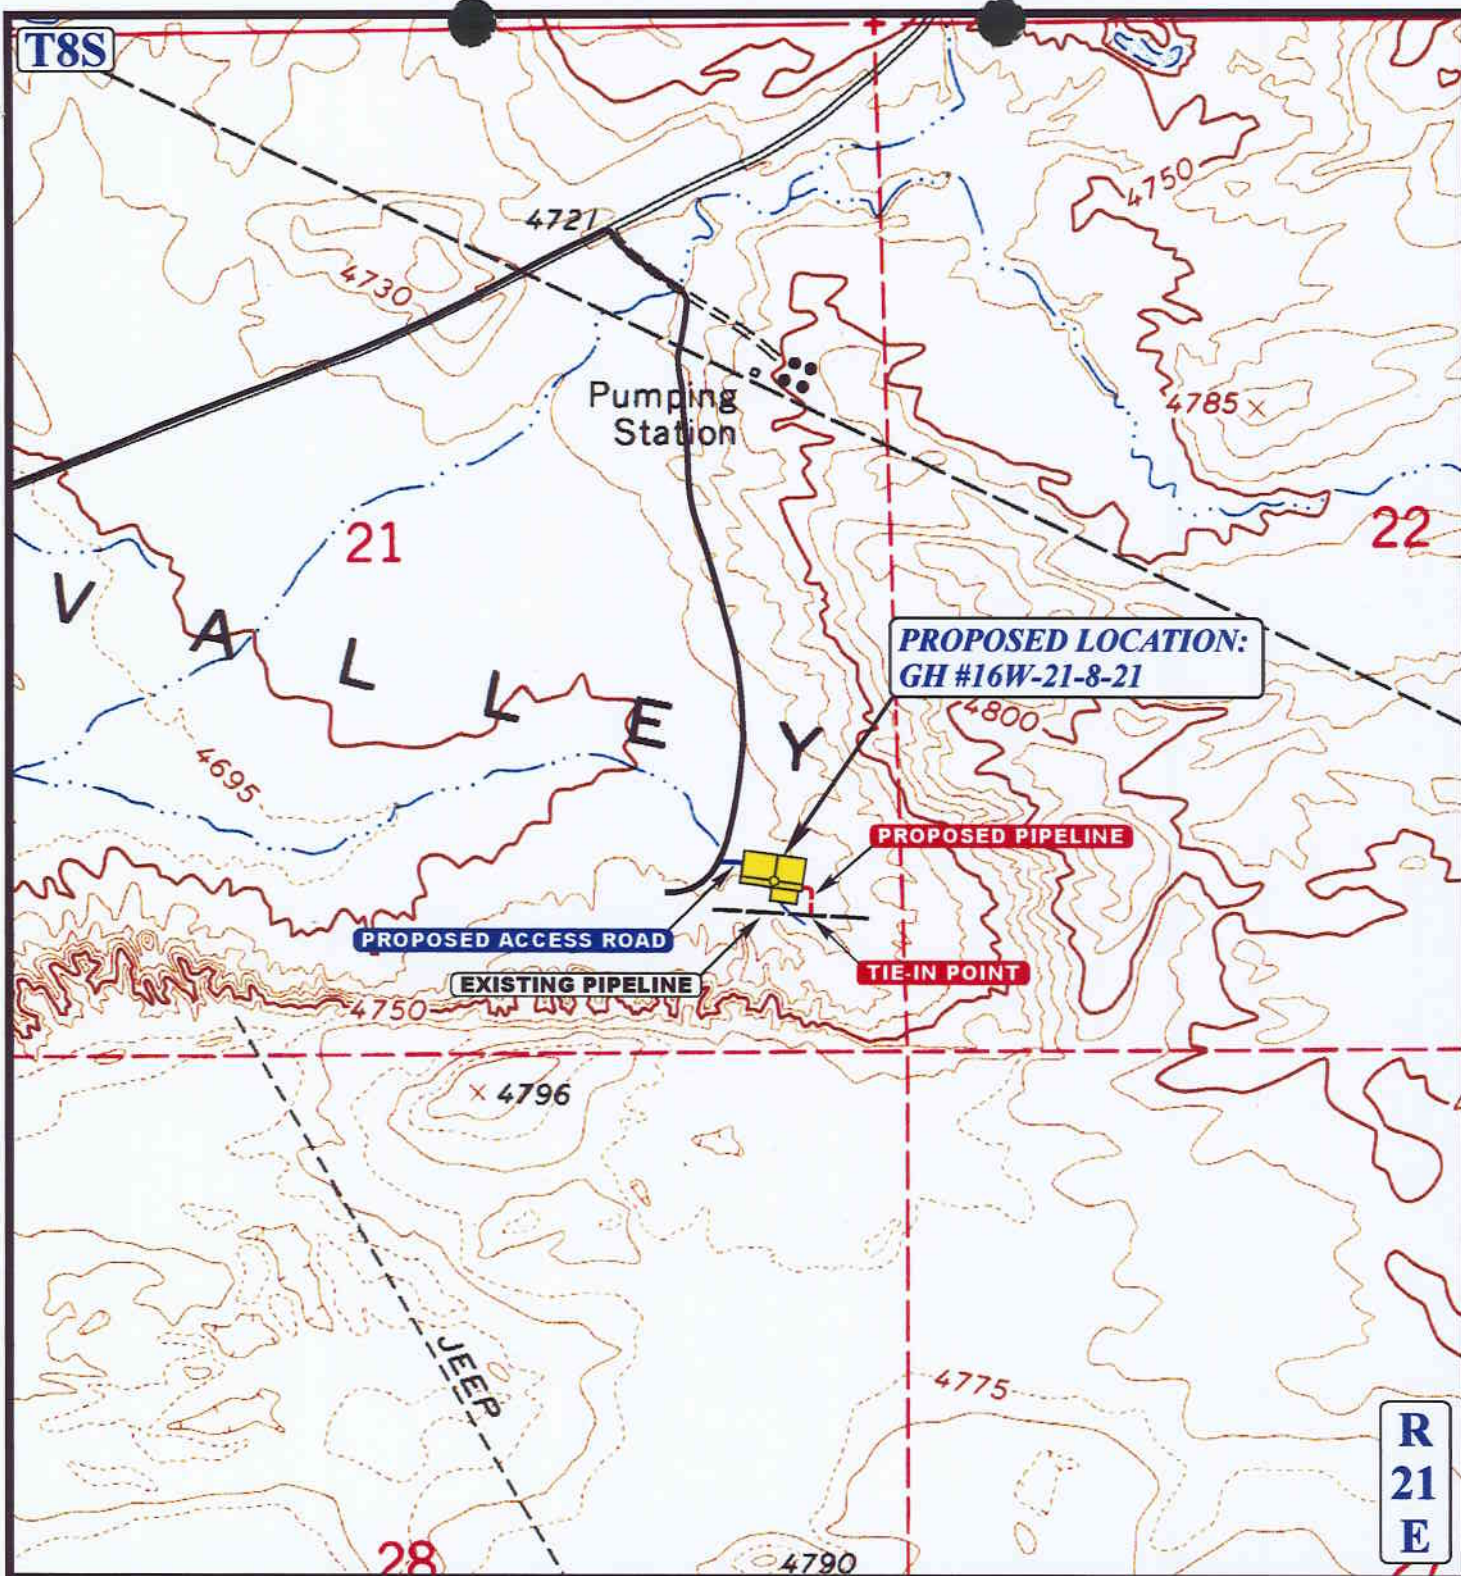 T8S
4750
4721
4730
Pumping
Station
4785
21
22
VALLEY
PROPOSED LOCATION:
GH #16W-21-8-21
4800
4695
PROPOSED PIPELINE
PROPOSED ACCESS ROAD
EXISTING PIPELINE
TIE-IN POINT
4750
4796
JEEP
4775
R
21
E
28
4790